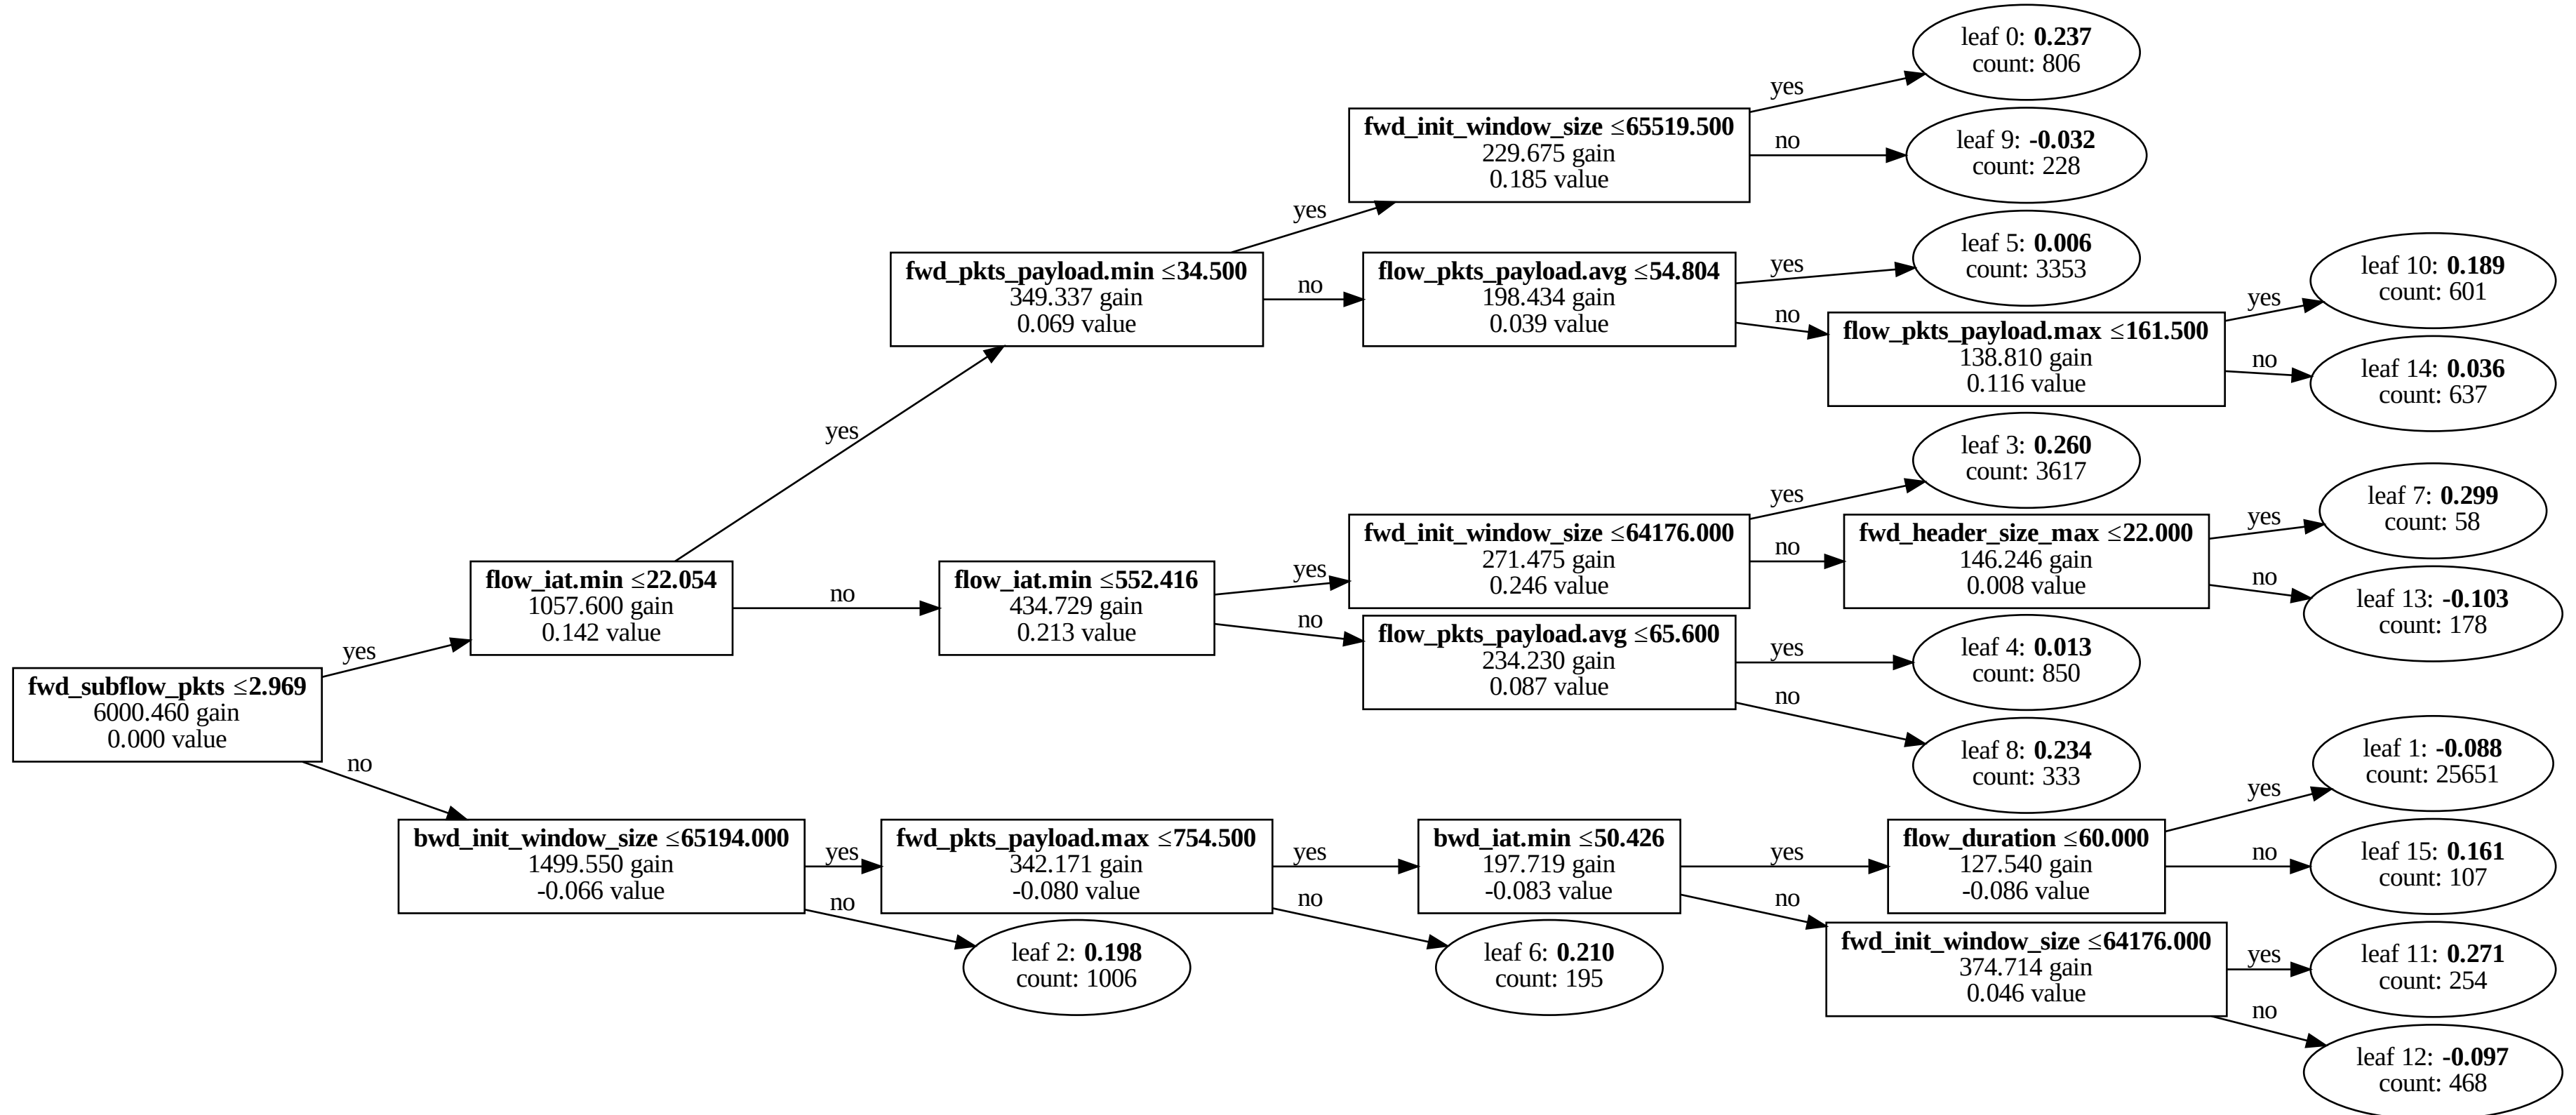 leaf 0: 0.237
count: 806
yes
fwd_init_window_size ≤65519.500
229.675 gain
0.185 value
no
leaf 9: -0.032
count: 228
yes
fwd_pkts_payload.min ≤34.500
349.337 gain
0.069 value
no
flow_pkts_payload.avg ≤54.804
198.434 gain
0.039 value
yes
leaf 5: 0.006
count: 3353
no
flow_pkts_payload.max ≤161.500
138.810 gain
0.116 value
yes
leaf 10: 0.189
count: 601
no
leaf 14: 0.036
count: 637
yes
leaf 3: 0.260
count: 3617
yes
fwd_init_window_size ≤64176.000
271.475 gain
0.246 value
no
fwd_header_size_max ≤22.000
146.246 gain
0.008 value
yes
leaf 7: 0.299
count: 58
no
leaf 13: -0.103
count: 178
flow_iat.min ≤22.054
1057.600 gain
0.142 value
no
flow_iat.min ≤552.416
434.729 gain
0.213 value
yes
no
flow_pkts_payload.avg ≤65.600
234.230 gain
0.087 value
yes
leaf 4: 0.013
count: 850
no
leaf 8: 0.234
count: 333
yes
fwd_subflow_pkts ≤2.969
6000.460 gain
0.000 value
no
bwd_init_window_size ≤65194.000
1499.550 gain
-0.066 value
yes
fwd_pkts_payload.max ≤754.500
342.171 gain
-0.080 value
yes
bwd_iat.min ≤50.426
197.719 gain
-0.083 value
yes
flow_duration ≤60.000
127.540 gain
-0.086 value
yes
leaf 1: -0.088
count: 25651
no
leaf 15: 0.161
count: 107
no
leaf 2: 0.198
count: 1006
no
leaf 6: 0.210
count: 195
no
fwd_init_window_size ≤64176.000
374.714 gain
0.046 value
yes
leaf 11: 0.271
count: 254
no
leaf 12: -0.097
count: 468